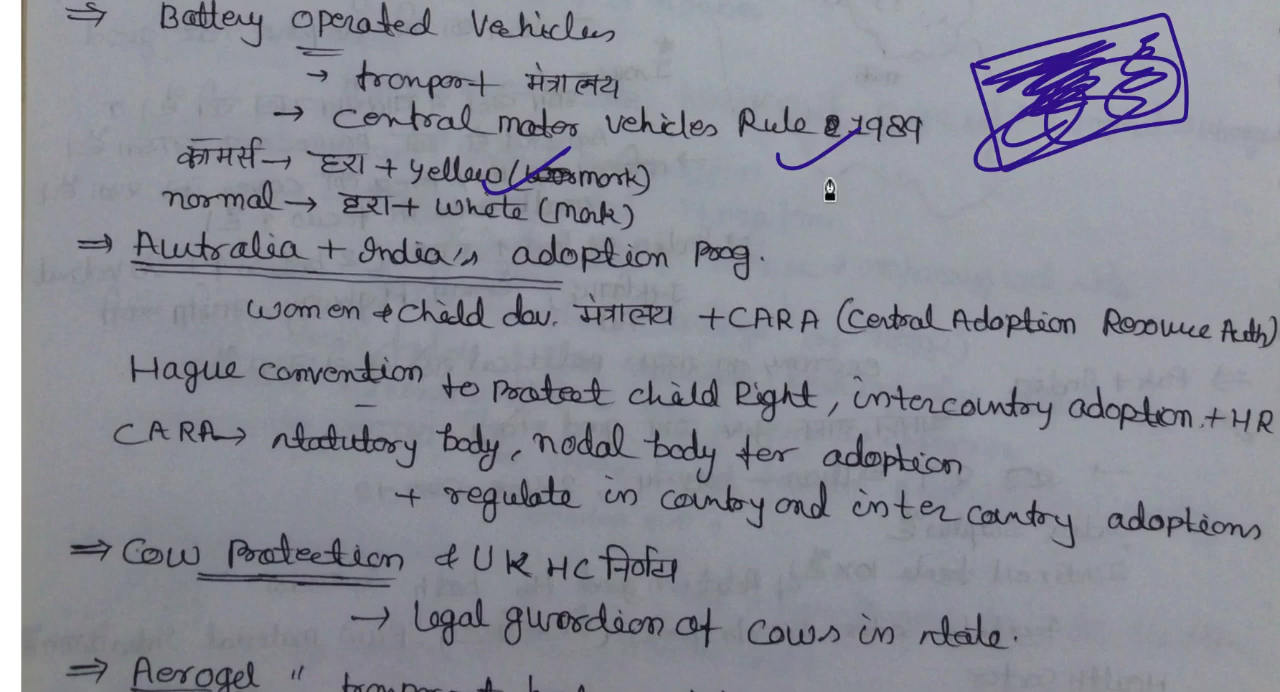 ⇒ Battery operated Vechicles
→ tronport मंत्रालय
→ central motor vehicles Rule 1989
कामर्स → हरा + yellow (mark)
normal → हरा + whete (Mark)
⇒ Autralia + India's adoption Prog.
women & child dev. मंत्रालय + CARA (Central Adoption Resource Auth)
Hague convention to Protect child Right, intercountry adoption. + HR
CARA → statutory body, nodal body for adoption
+ regulate in country and inter country adoptions
⇒ Cow Protection & UK HC निर्णय
→ legal guardian of cows in state.
⇒ Aerogel "